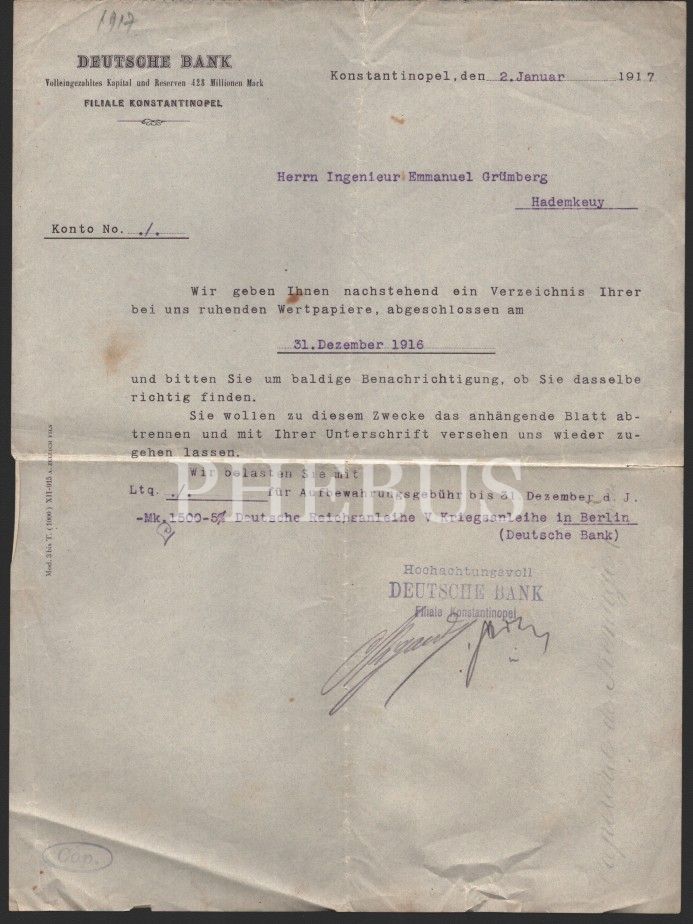 1917
DEUTSCHE BANK
Volleingezahltes Kapital und Reserven 428 Millionen Mark
FILIALE KONSTANTINOPEL
Konstantinopel, den 2. Januar 1917
Herrn Ingenieur Emmanuel Grümberg
Hademkeuy
Konto No. ./.
Wir geben Ihnen nachstehend ein Verzeichnis Ihrer
bei uns ruhenden Wertpapiere, abgeschlossen am
31. Dezember 1916
und bitten Sie um baldige Benachrichtigung, ob Sie dasselbe
richtig finden.
Sie wollen zu diesem Zwecke das anhängende Blatt ab-
trennen und mit Ihrer Unterschrift versehen uns wieder zu-
gehen lassen.
Wir belasten Sie mit
Ltq. ./. für Aufbewahrungsgebühr bis 31. Dezember d. J.
-Mk. 1500-5% Deutsche Reichsanleihe V Kriegsanleihe in Berlin
(Deutsche Bank)
Hochachtungsvoll
DEUTSCHE BANK
Filiale Konstantinopel
PHEBUS
Cop.